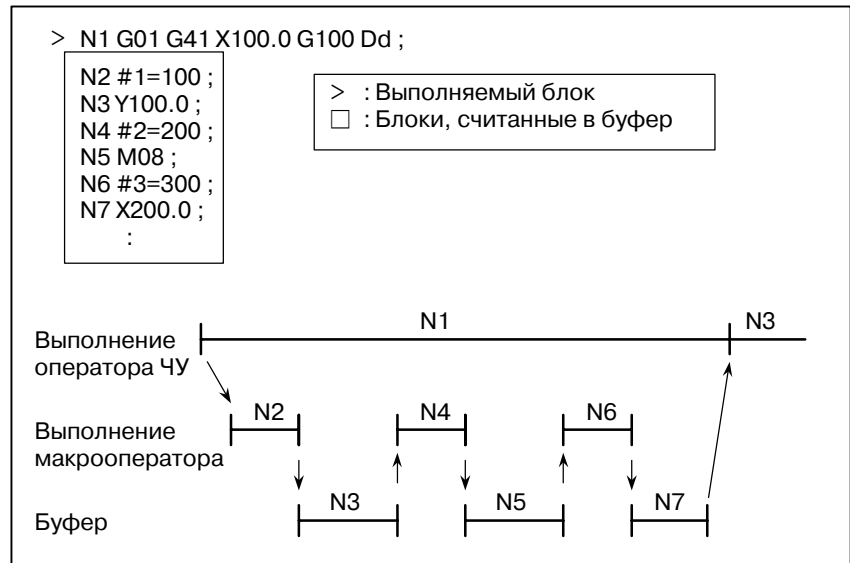 > N1 G01 G41 X100.0 G100 Dd ;
N2 #1=100 ;
N3 Y100.0 ;
N4 #2=200 ;
N5 M08 ;
N6 #3=300 ;
N7 X200.0 ;
:
> : Выполняемый блок
□ : Блоки, считанные в буфер
N1 N3
Выполнение
оператора ЧУ
N2 N4 N6
Выполнение
макрооператора
N3 N5 N7
Буфер